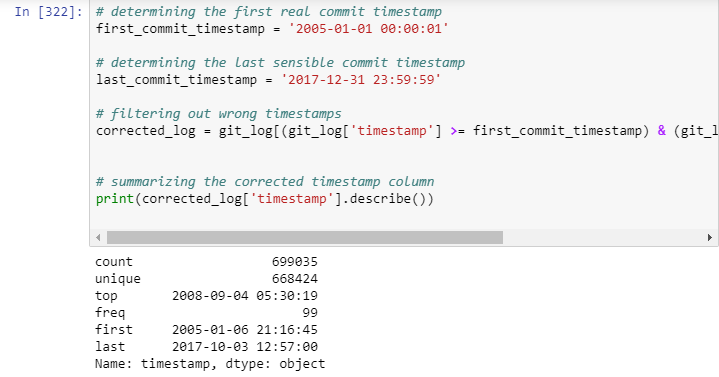 In [322]: # determining the first real commit timestamp
first_commit_timestamp = '2005-01-01 00:00:01'
# determining the last sensible commit timestamp
last_commit_timestamp = '2017-12-31 23:59:59'
# filtering out wrong timestamps
corrected_log = git_log[(git_log['timestamp'] >= first_commit_timestamp) & (git_l
# summarizing the corrected timestamp column
print(corrected_log['timestamp'].describe())
count 699035
unique 668424
top 2008-09-04 05:30:19
freq 99
first 2005-01-06 21:16:45
last 2017-10-03 12:57:00
Name: timestamp, dtype: object